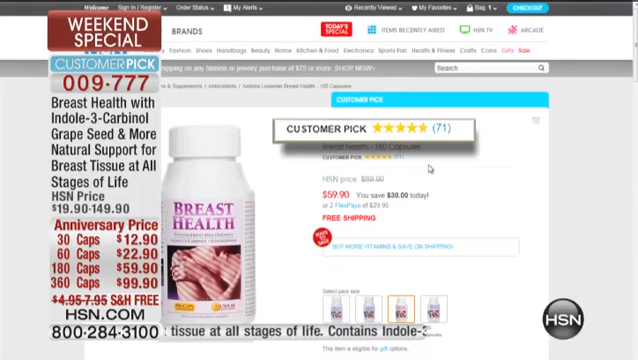 WEEKEND
SPECIAL
CUSTOMER PICK
009-777
Breast Health with
Indole-3-Carbinol
Grape Seed & More
Natural Support for
Breast Tissue at All
Stages of Life
HSN Price
$19.90-149.90
Anniversary Price
30 Caps $12.90
60 Caps $22.90
180 Caps $59.90
360 Caps $99.90
$4.95-7.95 S&H FREE
HSN.COM
800-284-3100
tissue at all stages of life. Contains Indole-3
Welcome Sign In / Register Order Status My Alerts
Recently Viewed My Favorites Bag 1 CHECKOUT
BRANDS
TODAY'S SPECIAL
ITEMS RECENTLY AIRED
HSN TV
ARCADE
Fashion Shoes Handbags Beauty Home Kitchen & Food Electronics Sports Fan Health & Fitness Crafts Coins Gifts Sale
shipping on any fashion or jewelry purchase of $75 or more. SHOP NOW
Search
CUSTOMER PICK
CUSTOMER PICK (71)
Breast Health - 180 Capsules
CUSTOMER PICK (71)
HSN price: $89.90
$59.90 You save $30.00 today!
or 2 FlexPays of $29.95
FREE SHIPPING
BUY MORE VITAMINS & SAVE ON SHIPPING!
BREAST
HEALTH
Select pack size
This item is eligible for gift options.
HSN